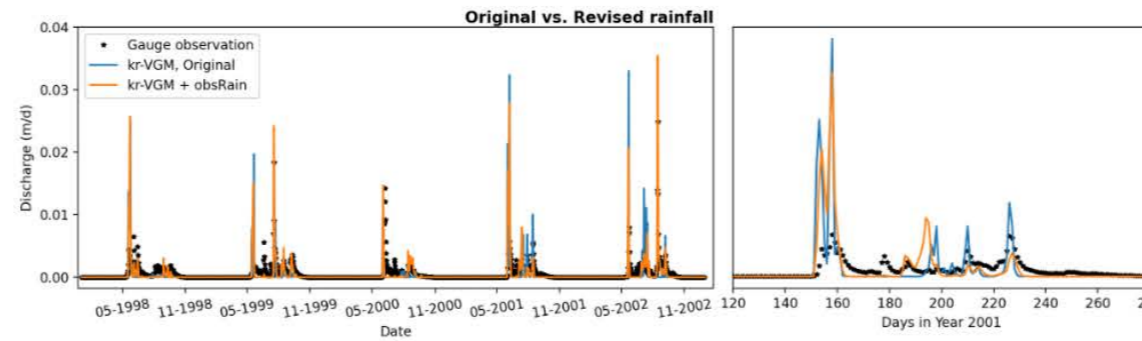 Original vs. Revised rainfall
Gauge observation
kr-VGM, Original
kr-VGM + obsRain
Discharge (m/d)
0.04
0.03
0.02
0.01
0.00
05-1998 11-1998 05-1999 11-1999 05-2000 11-2000 05-2001 11-2001 05-2002 11-2002
Date
120 140 160 180 200 220 240 260
Days in Year 2001